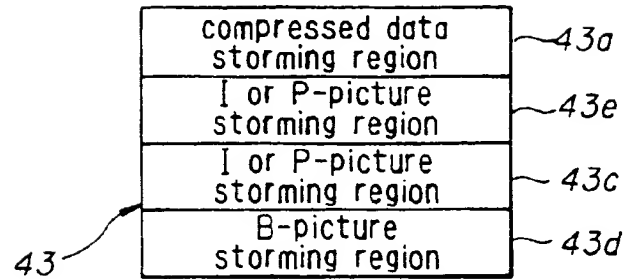 compressed data
storming region
43a
I or P-picture
storming region
43e
I or P-picture
storming region
43c
B-picture
storming region
43d
43